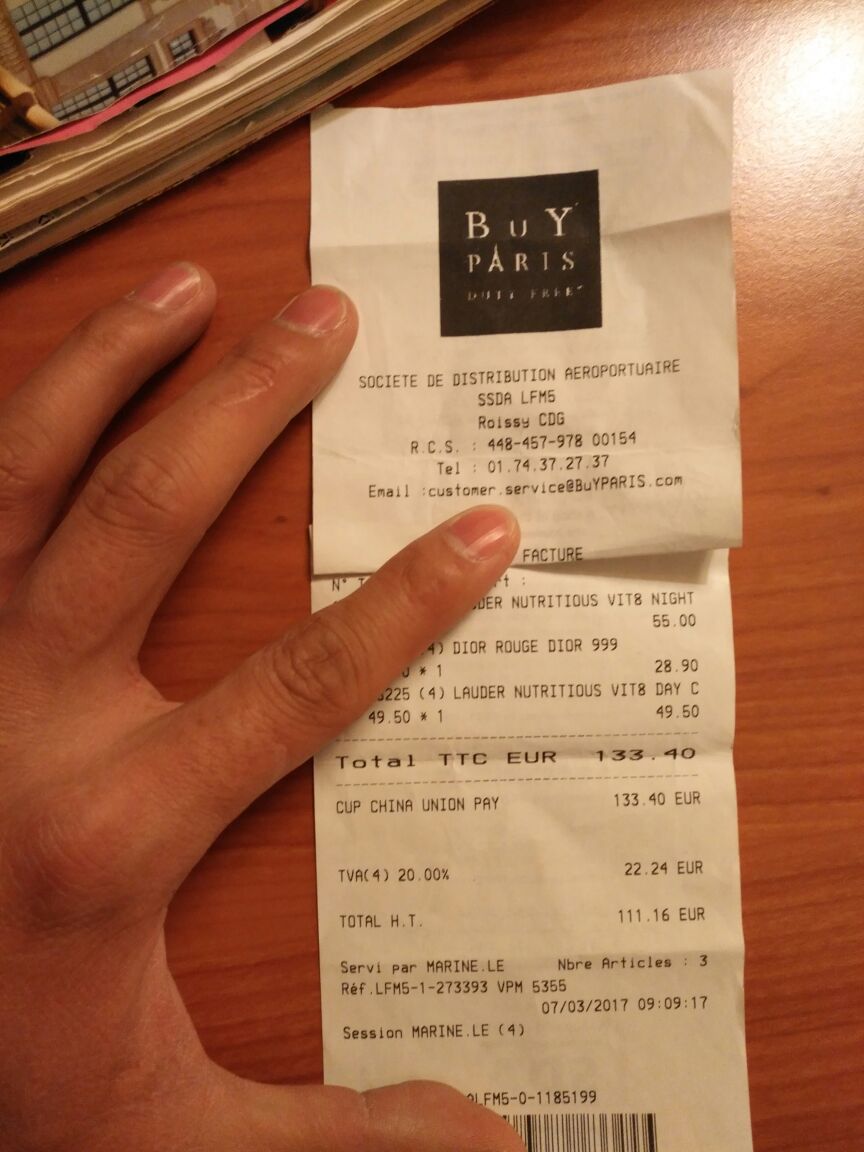 BuY
PARIS
DUTY FREE
SOCIETE DE DISTRIBUTION AEROPORTUAIRE
SSDA LFM5
Roissy CDG
R.C.S. : 448-457-978 00154
Tel : 01.74.37.27.37
Email :customer.service@BuYPARIS.com
FACTURE
N°
DER NUTRITIOUS VIT8 NIGHT
55.00
4) DIOR ROUGE DIOR 999
* 1 28.90
225 (4) LAUDER NUTRITIOUS VIT8 DAY C
49.50 * 1 49.50
Total TTC EUR 133.40
CUP CHINA UNION PAY 133.40 EUR
TVA(4) 20.00% 22.24 EUR
TOTAL H.T. 111.16 EUR
Servi par MARINE.LE Nbre Articles : 3
Réf.LFM5-1-273393 VPM 5355
07/03/2017 09:09:17
Session MARINE.LE (4)
LFM5-0-1185199